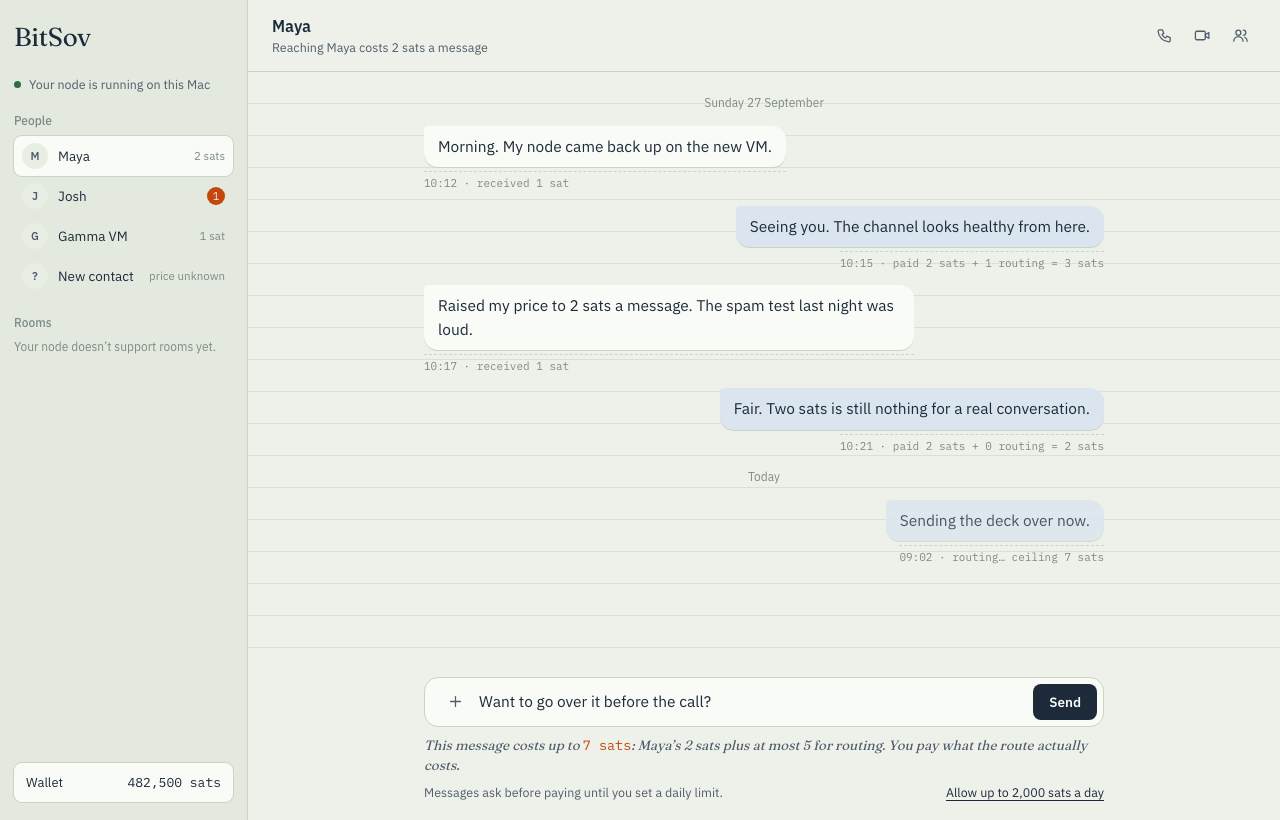 BitSov
Your node is running on this Mac
People
M Maya 2 sats
J Josh 1
G Gamma VM 1 sat
? New contact price unknown
Rooms
Your node doesn’t support rooms yet.
Wallet 482,500 sats
Maya
Reaching Maya costs 2 sats a message
Sunday 27 September
Morning. My node came back up on the new VM.
10:12 · received 1 sat
Seeing you. The channel looks healthy from here.
10:15 · paid 2 sats + 1 routing = 3 sats
Raised my price to 2 sats a message. The spam test last night was
loud.
10:17 · received 1 sat
Fair. Two sats is still nothing for a real conversation.
10:21 · paid 2 sats + 0 routing = 2 sats
Today
Sending the deck over now.
09:02 · routing… ceiling 7 sats
Want to go over it before the call?
Send
This message costs up to 7 sats: Maya’s 2 sats plus at most 5 for routing. You pay what the route actually
costs.
Messages ask before paying until you set a daily limit.
Allow up to 2,000 sats a day